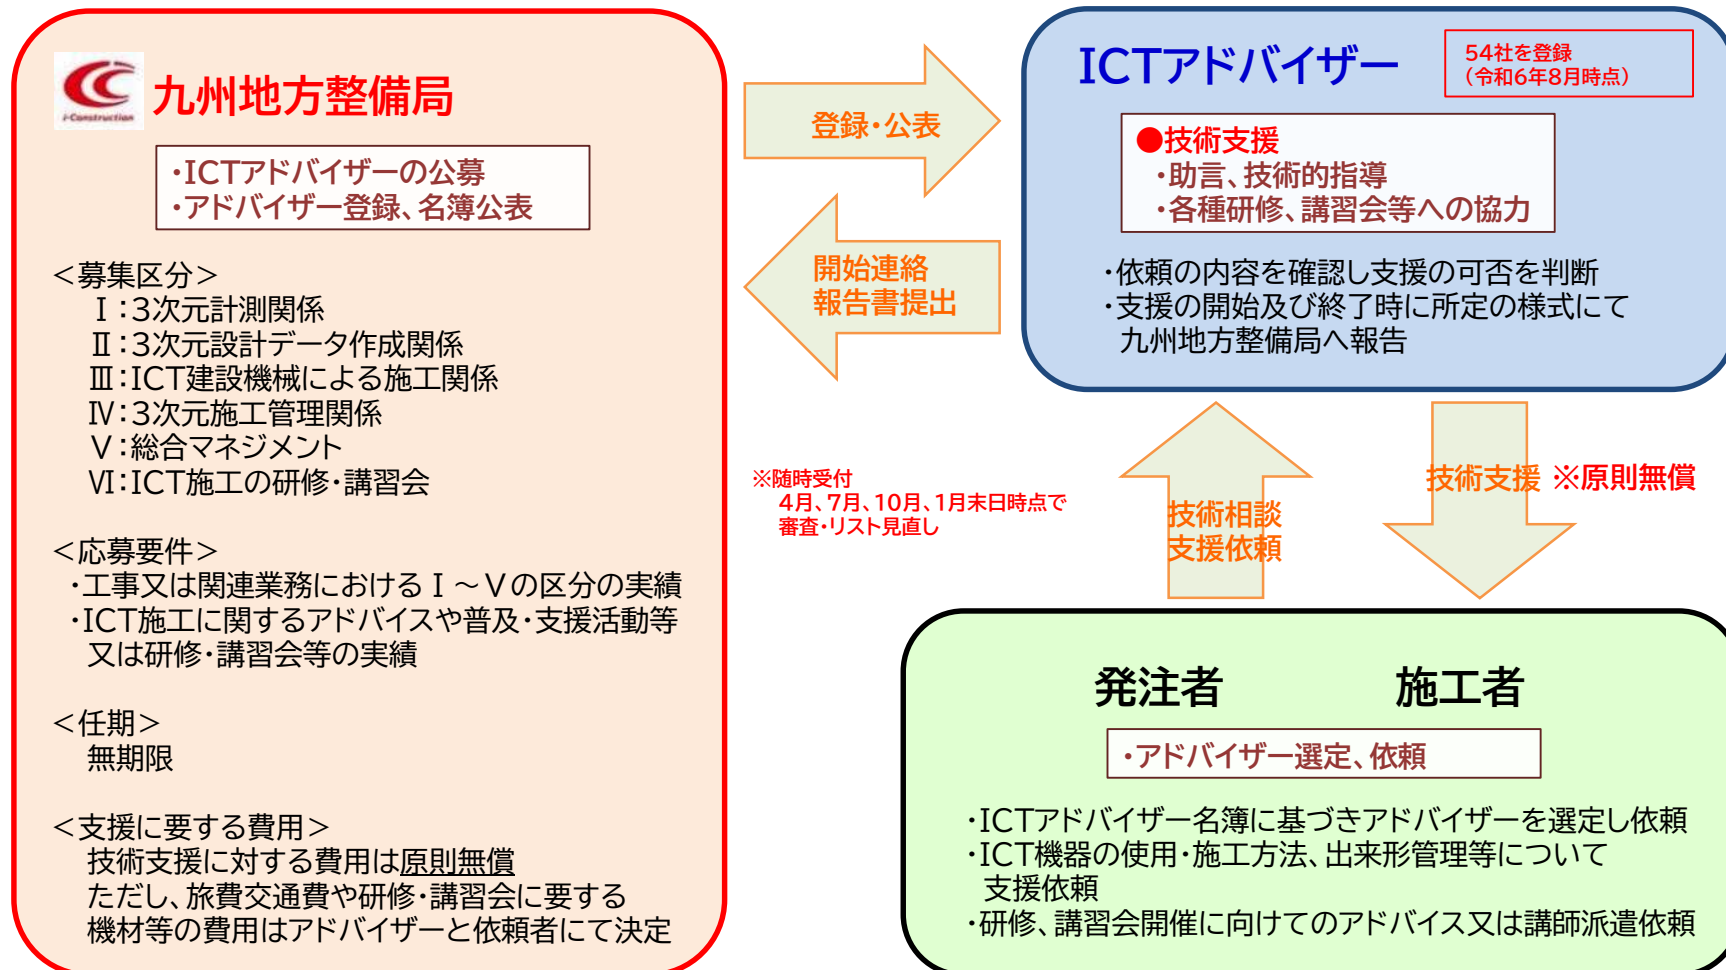 i-Construction
九州地方整備局
・ICTアドバイザーの公募
・アドバイザー登録、名簿公表
＜募集区分＞
Ⅰ：３次元計測関係
Ⅱ：３次元設計データ作成関係
Ⅲ：ICT建設機械による施工関係
Ⅳ：３次元施工管理関係
Ⅴ：総合マネジメント
Ⅵ：ICT施工の研修・講習会
＜応募要件＞
・工事又は関連業務におけるⅠ～Ⅴの区分の実績
・ICT施工に関するアドバイスや普及・支援活動等
又は研修・講習会等の実績
＜任期＞
無期限
＜支援に要する費用＞
技術支援に対する費用は原則無償
ただし、旅費交通費や研修・講習会に要する
機材等の費用はアドバイザーと依頼者にて決定
登録・公表
開始連絡
報告書提出
※随時受付
4月、7月、10月、1月末日時点で
審査・リスト見直し
ICTアドバイザー
54社を登録
（令和6年8月時点）
●技術支援
・助言、技術的指導
・各種研修、講習会等への協力
・依頼の内容を確認し支援の可否を判断
・支援の開始及び終了時に所定の様式にて
九州地方整備局へ報告
技術相談
支援依頼
技術支援 ※原則無償
発注者 施工者
・アドバイザー選定、依頼
・ICTアドバイザー名簿に基づきアドバイザーを選定し依頼
・ICT機器の使用・施工方法、出来形管理等について
支援依頼
・研修、講習会開催に向けてのアドバイス又は講師派遣依頼